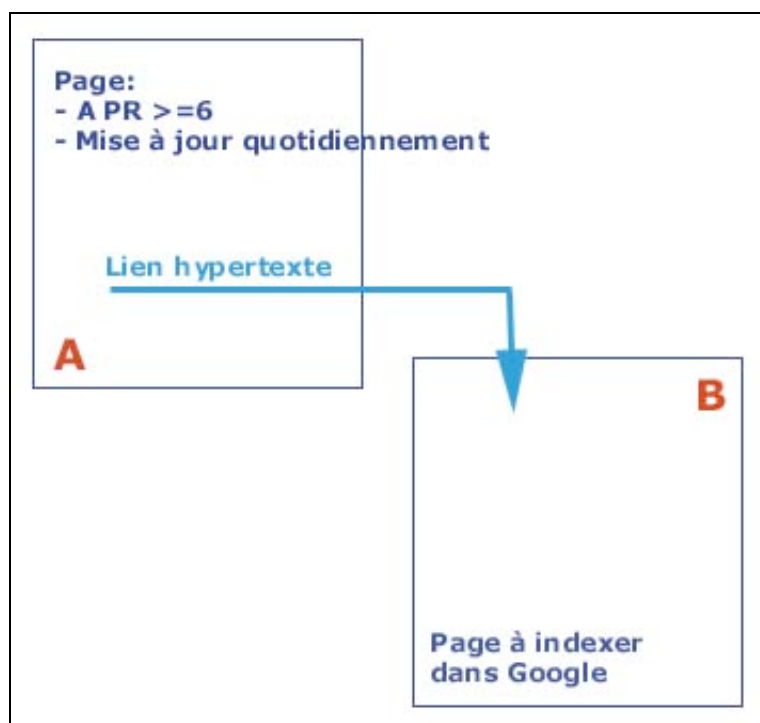 Page:
- A PR >=6
- Mise à jour quotidiennement
Lien hypertexte
A
B
Page à indexer
dans Google